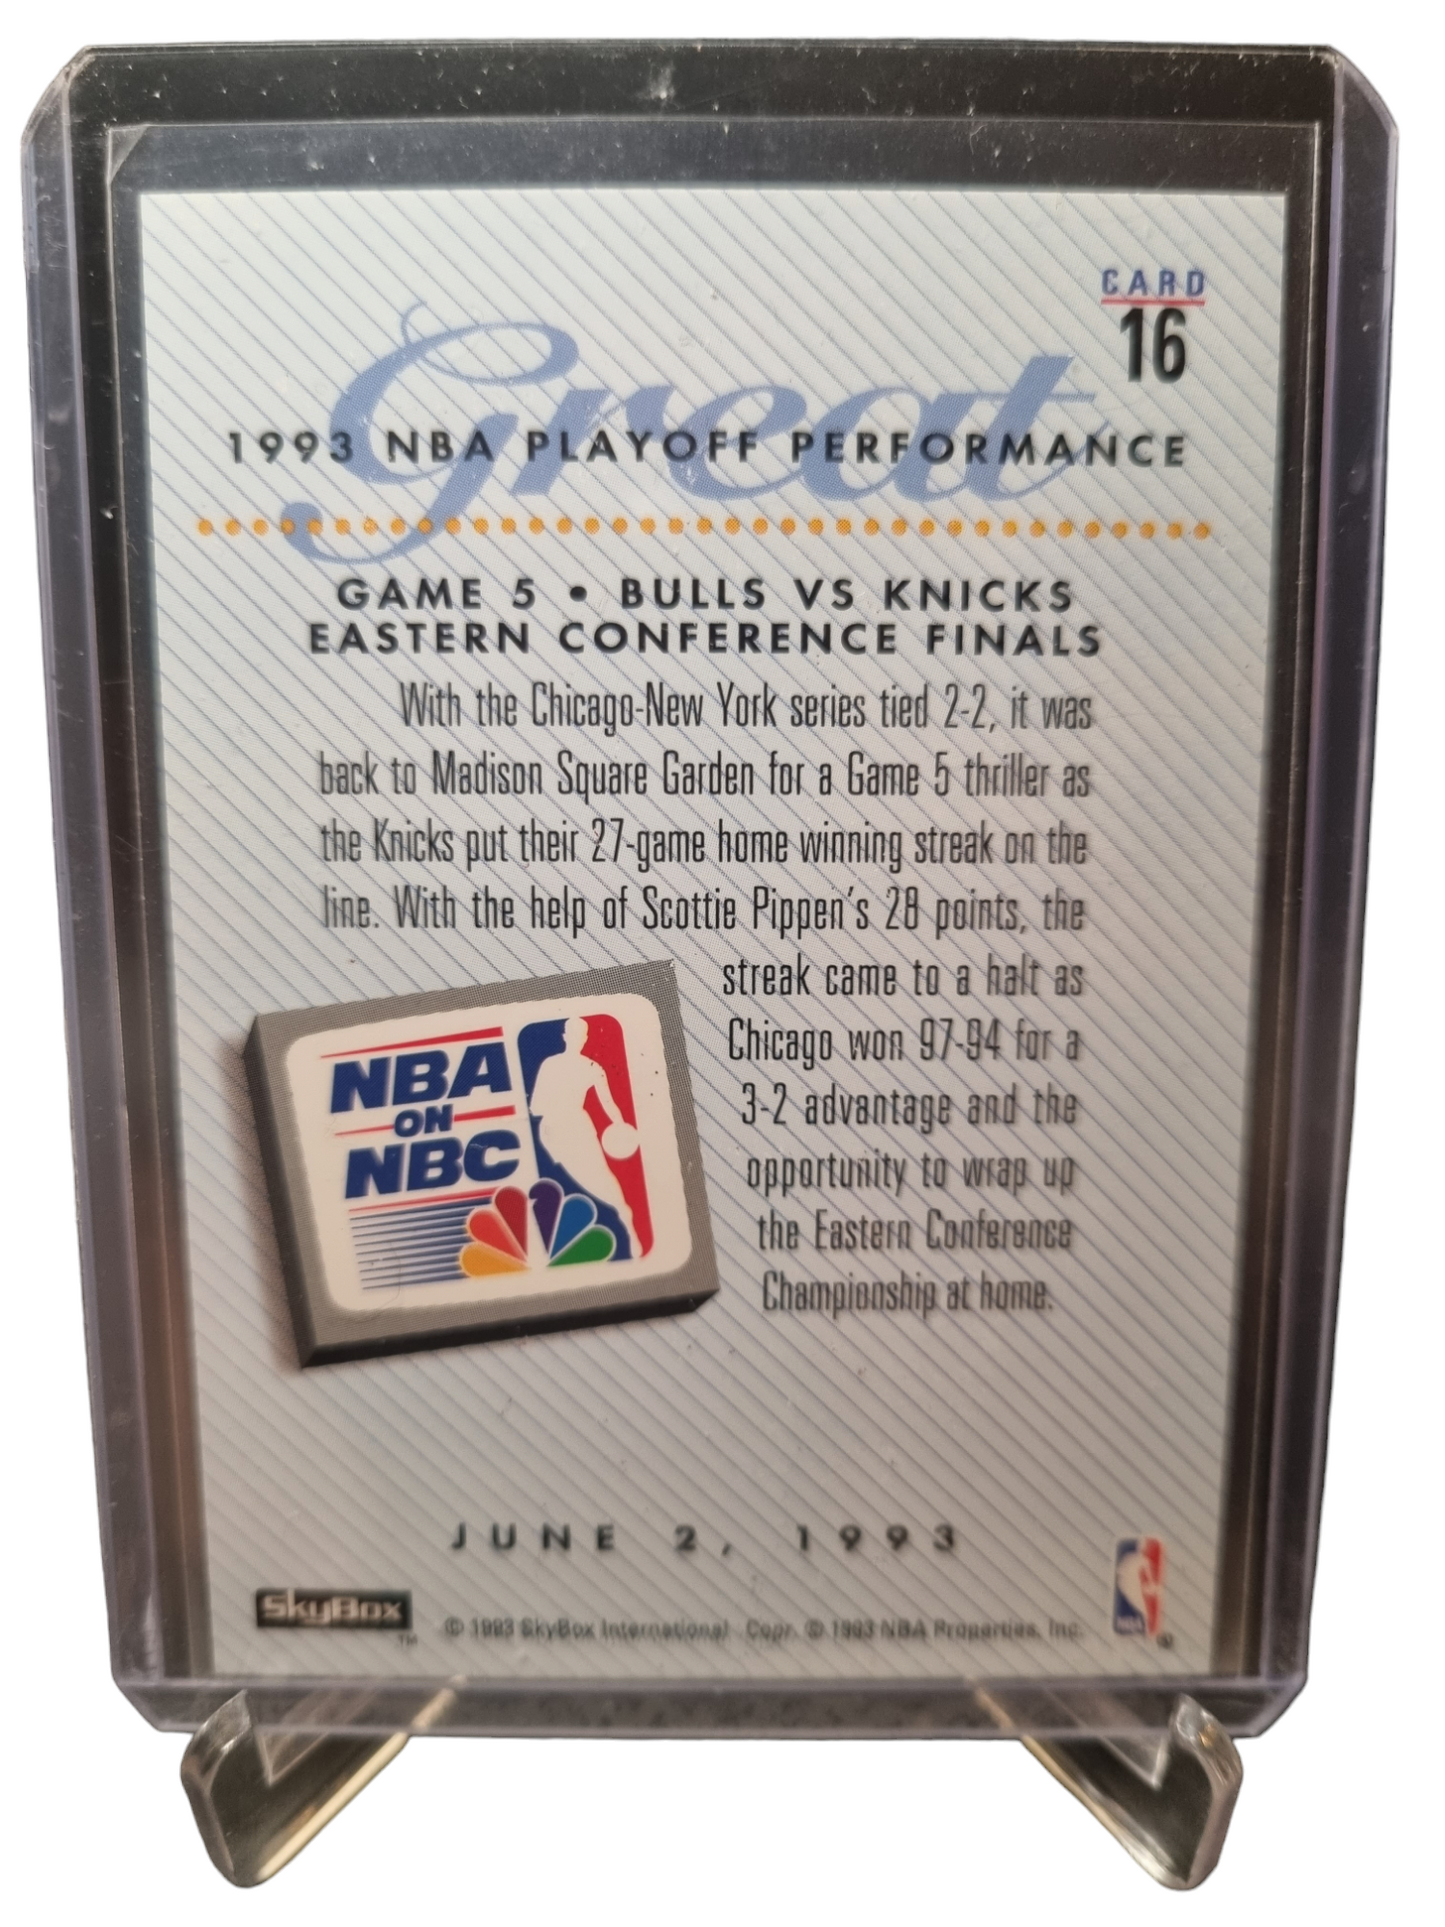 CARD
16
Great
1993 NBA PLAYOFF PERFORMANCE
GAME 5 • BULLS VS KNICKS
EASTERN CONFERENCE FINALS
With the Chicago-New York series tied 2-2, it was
back to Madison Square Garden for a Game 5 thriller as
the Knicks put their 27-game home winning streak on the
line. With the help of Scottie Pippen's 28 points, the
streak came to a halt as
Chicago won 97-94 for a
3-2 advantage and the
opportunity to wrap up
the Eastern Conference
Championship at home.
NBA
ON
NBC
JUNE 2, 1993
SkyBox
TM
© 1993 SkyBox International Copr. © 1993 NBA Properties, Inc.
NBA
®